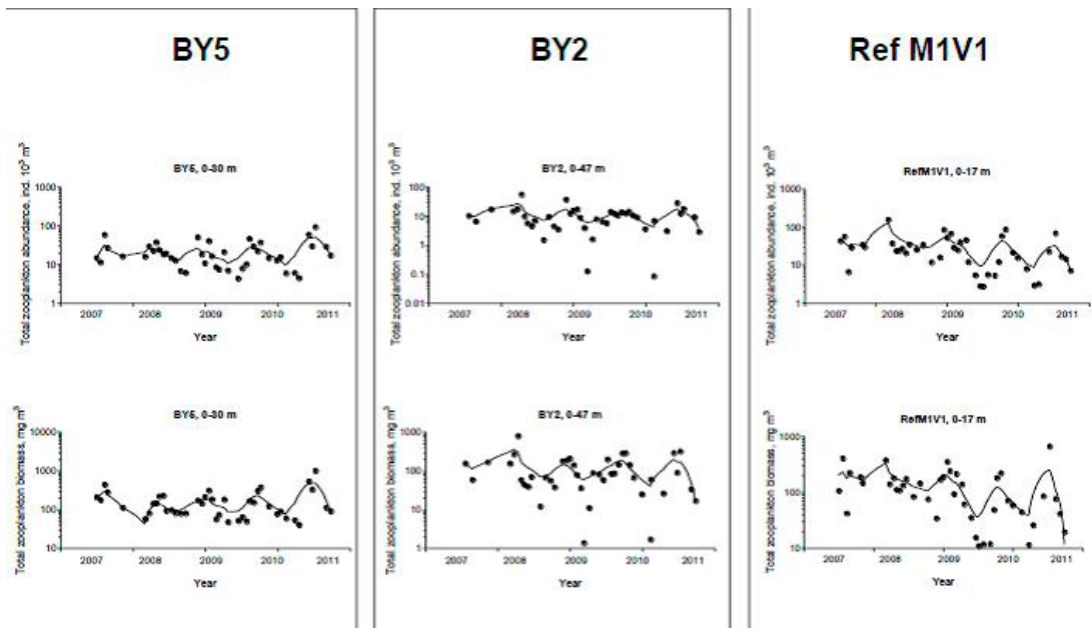 BY5
BY2
Ref M1V1
Total zooplankton abundance, ind. 10³ m³
BY5, 0-30 m
1000
100
10
1
2007 2008 2009 2010 2011
Year
Total zooplankton abundance, ind. 10³ m³
BY2, 0-47 m
100
10
1
0.1
0.01
2007 2008 2009 2010 2011
Year
Total zooplankton abundance, ind. 10³ m³
RefM1V1, 0-17 m
1000
100
10
1
2007 2008 2009 2010 2011
Year
Total zooplankton biomass, mg m³
BY5, 0-30 m
10000
1000
100
10
2007 2008 2009 2010 2011
Year
Total zooplankton biomass, mg m³
BY2, 0-47 m
1000
100
10
1
2007 2008 2009 2010 2011
Year
Total zooplankton biomass, mg m³
RefM1V1, 0-17 m
1000
100
10
2007 2008 2009 2010 2011
Year